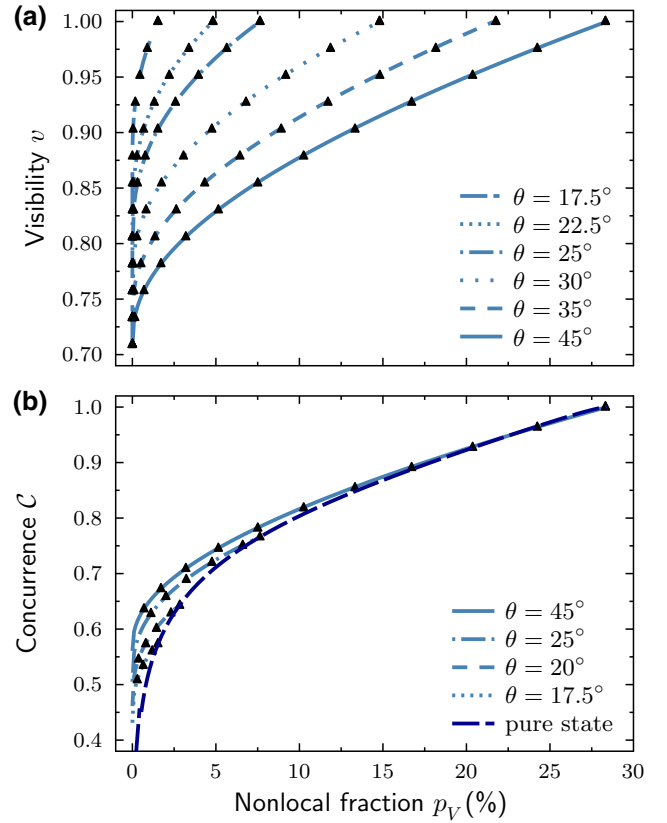 (a)
1.00
0.95
0.90
0.85
0.80
0.75
0.70
Visibility v
θ = 17.5°
θ = 22.5°
θ = 25°
θ = 30°
θ = 35°
θ = 45°
(b)
1.0
0.9
0.8
0.7
0.6
0.5
0.4
Concurrence C
θ = 45°
θ = 25°
θ = 20°
θ = 17.5°
pure state
0 5 10 15 20 25 30
Nonlocal fraction p_V (%)